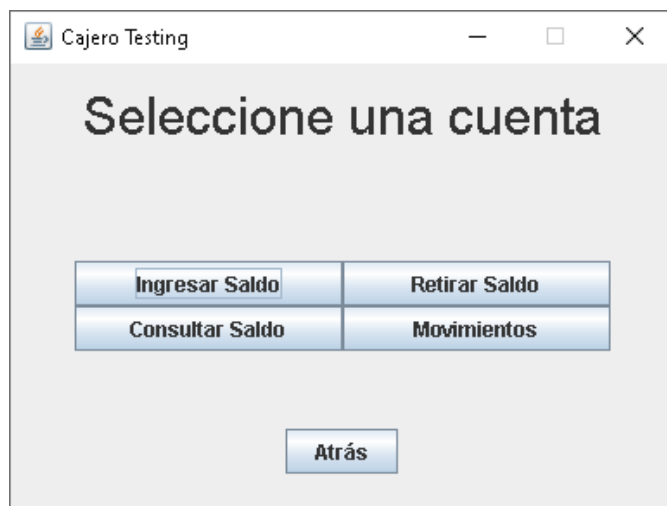 Cajero Testing
Seleccione una cuenta
Ingresar Saldo Retirar Saldo
Consultar Saldo Movimientos
Atrás